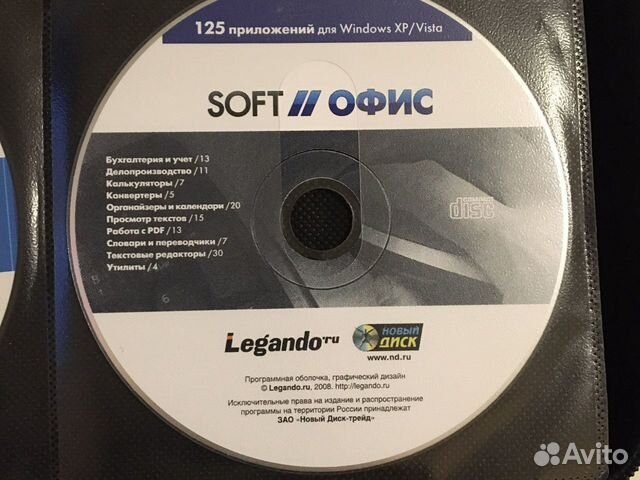 125 приложений для Windows XP/Vista
SOFT // ОФИС
Бухгалтерия и учет /13
Делопроизводство /11
Калькуляторы /7
Конвертеры /5
Органайзеры и календари /20
Просмотр текстов /15
Работа с PDF /13
Словари и переводчики /7
Текстовые редакторы /30
Утилиты /4
COMPACT
disc
Legando.ru
НОВЫЙ
ДИСК
www.nd.ru
Программная оболочка, графический дизайн
© Legando.ru, 2008. http://legando.ru
Исключительные права на издание и распространение
программы на территории России принадлежат
ЗАО «Новый Диск-трейд»
Avito